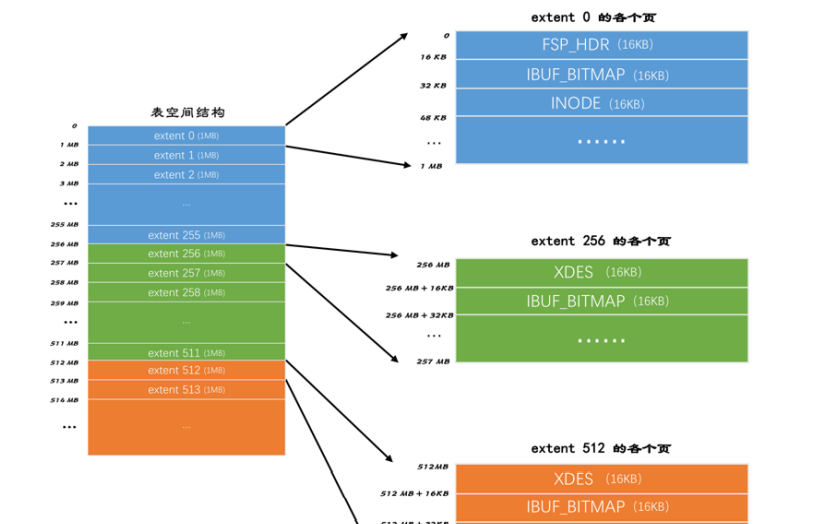 表空间结构
0
extent 0 (1MB)
1 MB
extent 1 (1MB)
2 MB
extent 2 (1MB)
3 MB
...
...
255 MB
extent 255 (1MB)
256 MB
extent 256 (1MB)
257 MB
extent 257 (1MB)
258 MB
extent 258 (1MB)
259 MB
...
...
511 MB
extent 511 (1MB)
512 MB
extent 512 (1MB)
513 MB
extent 513 (1MB)
514 MB
...
...
extent 0 的各个页
0
FSP_HDR (16KB)
16 KB
IBUF_BITMAP (16KB)
32 KB
INODE (16KB)
48 KB
...
......
1 MB
extent 256 的各个页
256 MB
XDES (16KB)
256 MB + 16KB
IBUF_BITMAP (16KB)
256 MB + 32KB
...
......
257 MB
extent 512 的各个页
512MB
XDES (16KB)
512 MB + 16KB
IBUF_BITMAP (16KB)
512 MB + 32KB